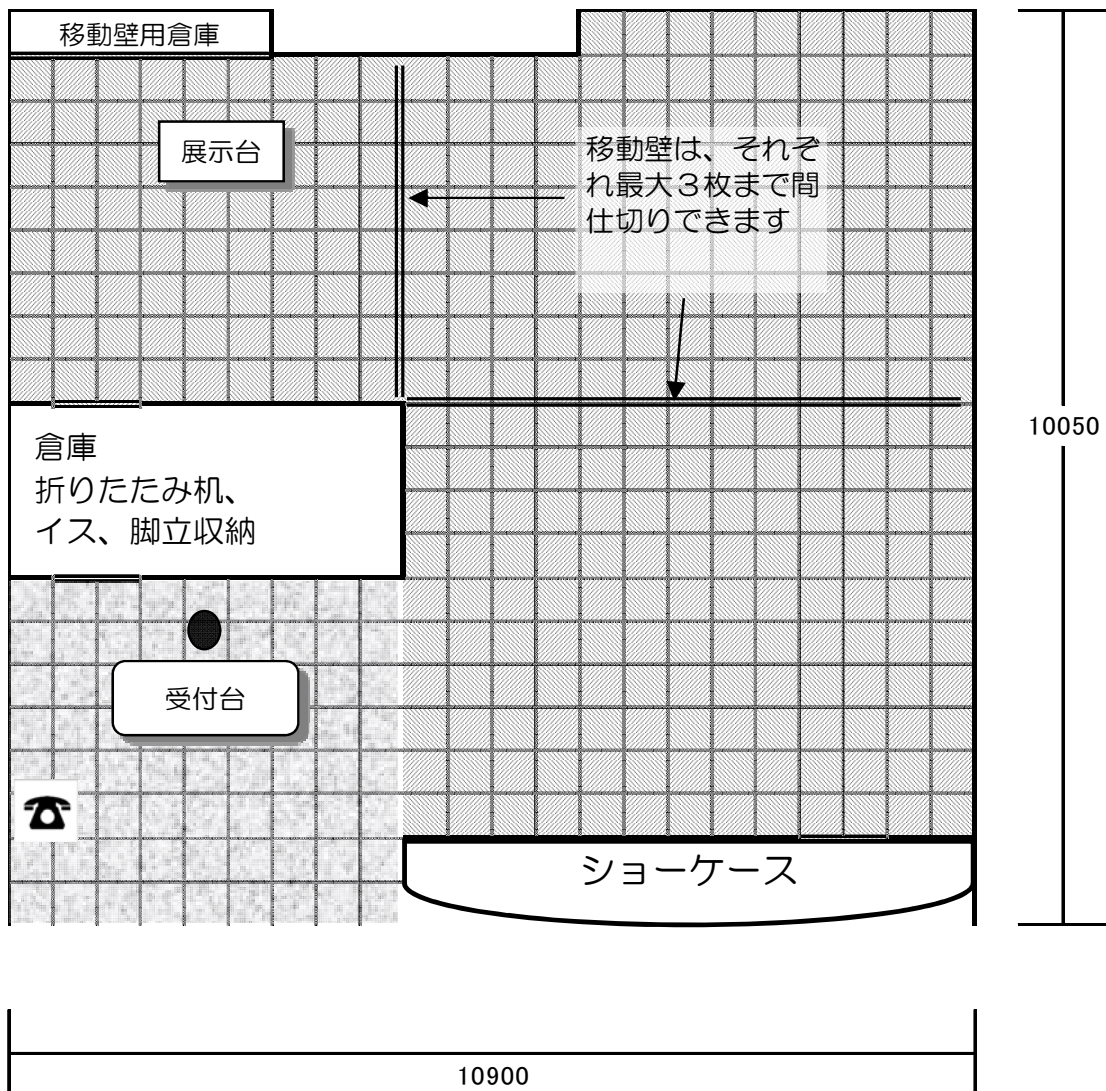 移動壁用倉庫
展示台
移動壁は、それぞ
れ最大３枚まで間
仕切りできます
10050
倉庫
折りたたみ机、
イス、脚立収納
受付台
ショーケース
10900